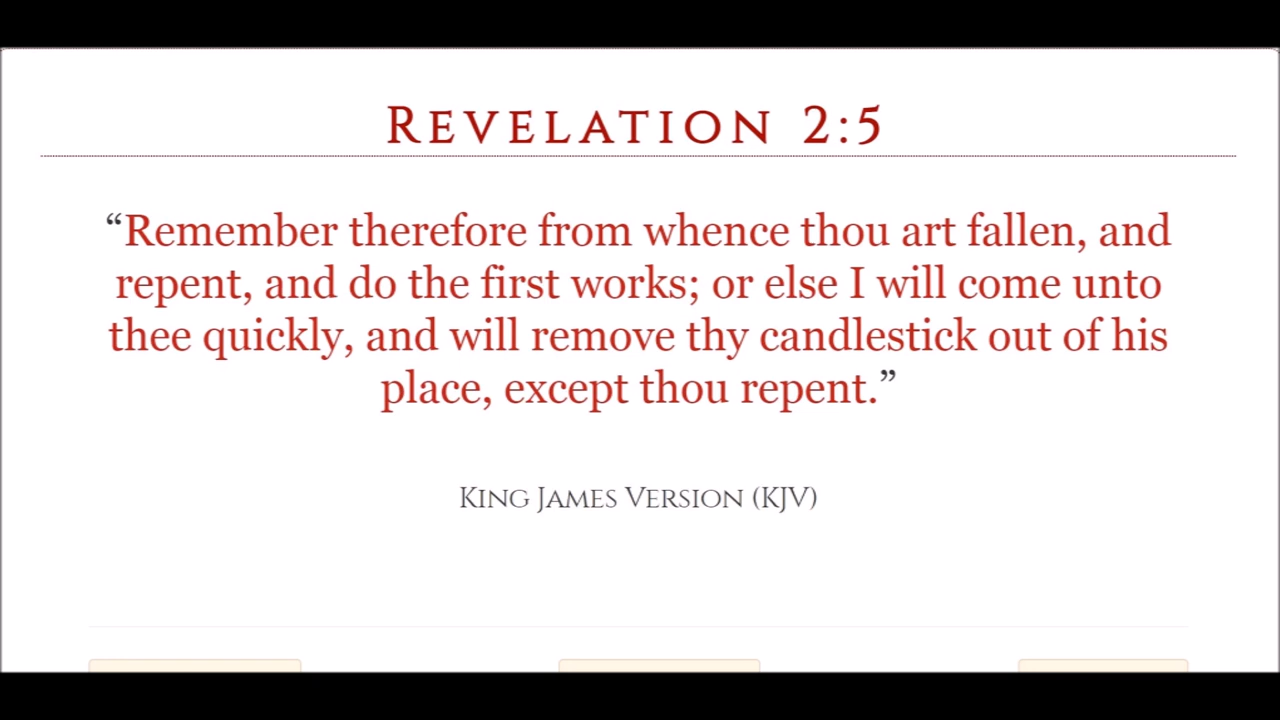 Revelation 2:5
“Remember therefore from whence thou art fallen, and
repent, and do the first works; or else I will come unto
thee quickly, and will remove thy candlestick out of his
place, except thou repent.”
King James Version (KJV)